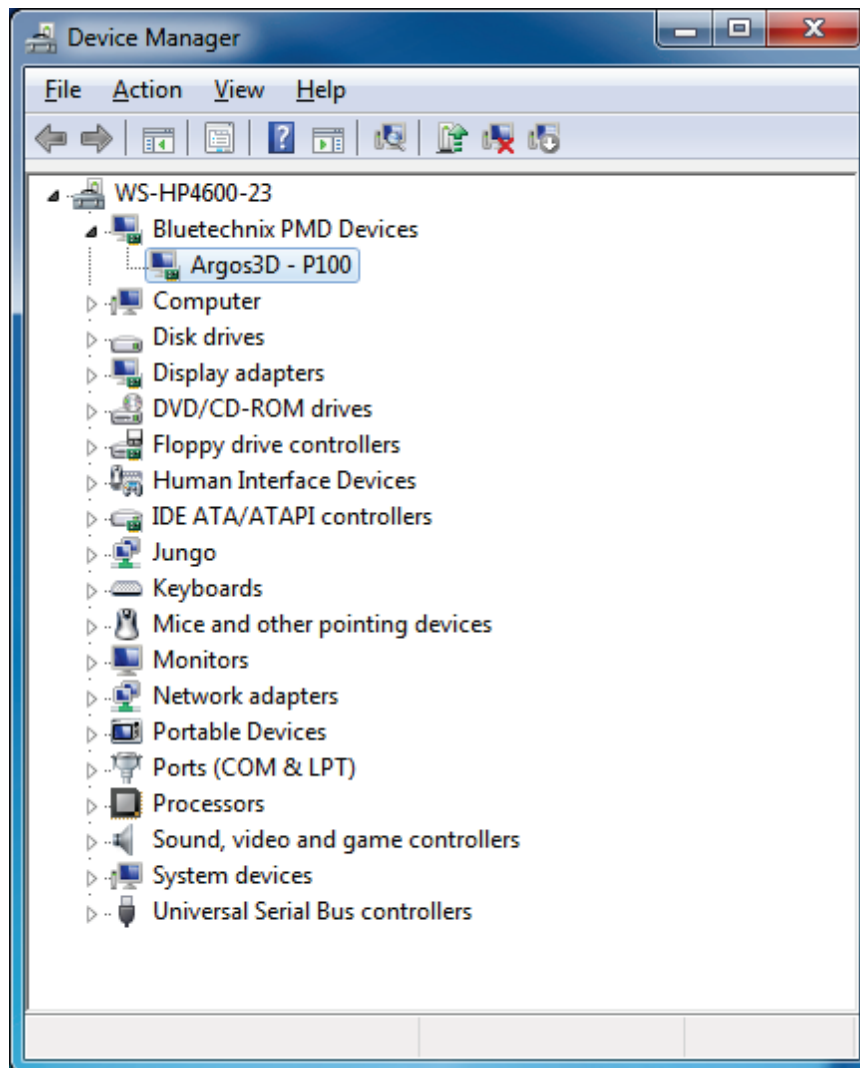 Device Manager
File Action View Help
WS-HP4600-23
Bluetechnix PMD Devices
Argos3D - P100
Computer
Disk drives
Display adapters
DVD/CD-ROM drives
Floppy drive controllers
Human Interface Devices
IDE ATA/ATAPI controllers
Jungo
Keyboards
Mice and other pointing devices
Monitors
Network adapters
Portable Devices
Ports (COM & LPT)
Processors
Sound, video and game controllers
System devices
Universal Serial Bus controllers